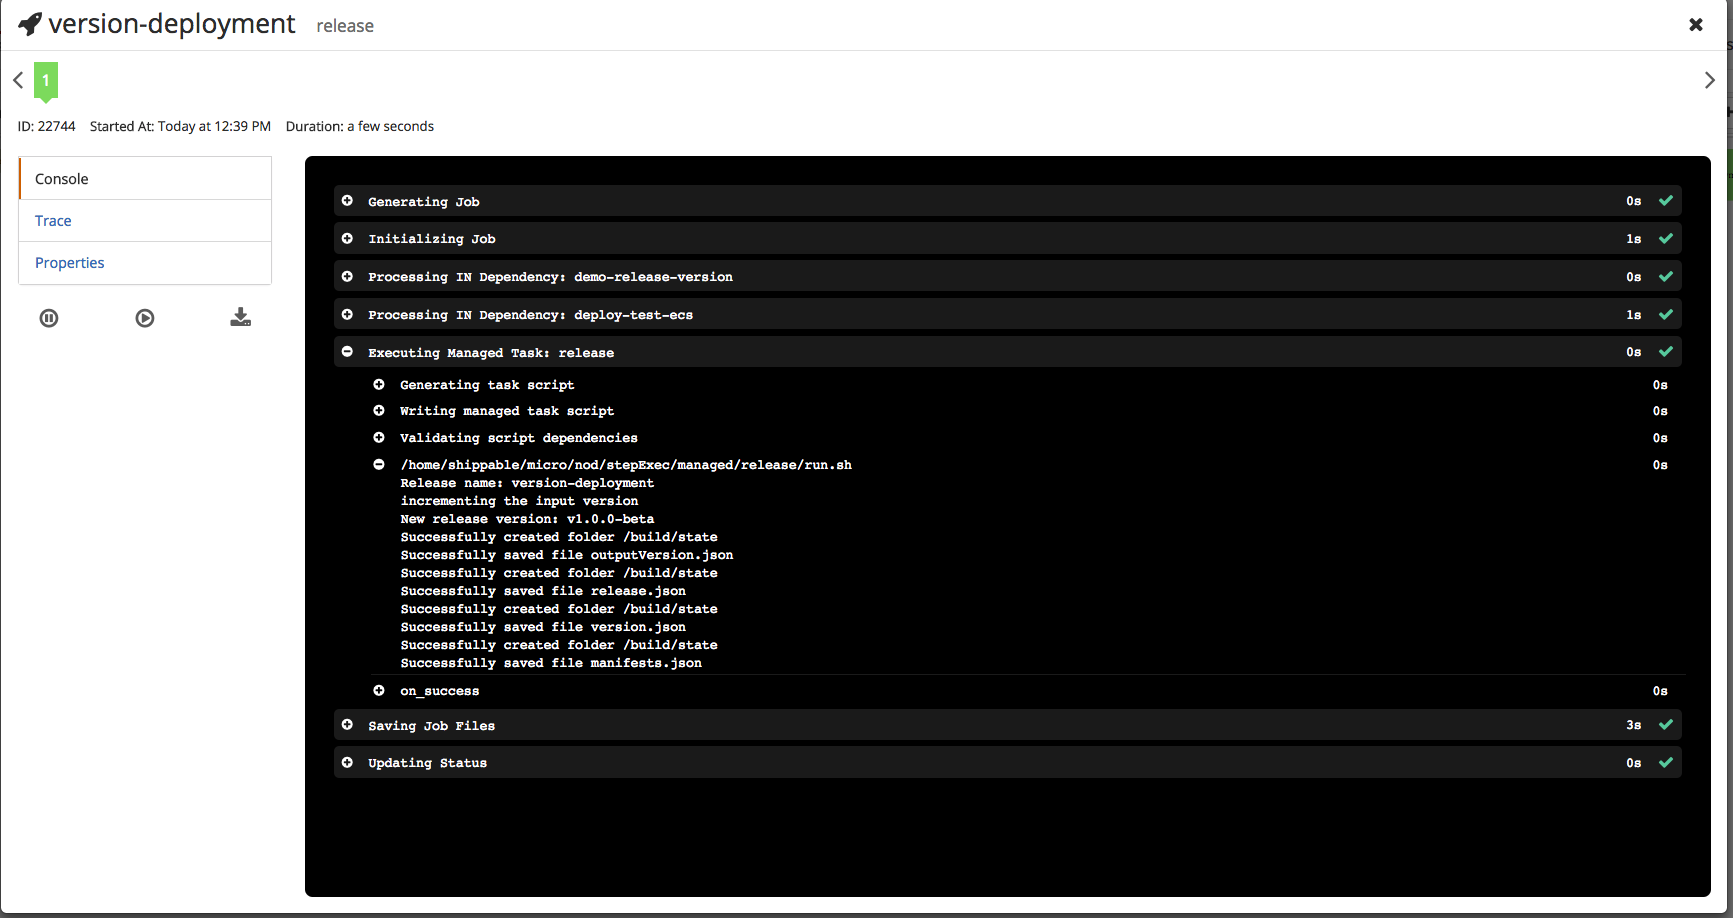 version-deployment release
1
ID: 22744 Started At: Today at 12:39 PM Duration: a few seconds
Console
Trace
Properties
Generating Job 0s
Initializing Job 1s
Processing IN Dependency: demo-release-version 0s
Processing IN Dependency: deploy-test-ecs 1s
Executing Managed Task: release 0s
Generating task script 0s
Writing managed task script 0s
Validating script dependencies 0s
/home/shippable/micro/nod/stepExec/managed/release/run.sh 0s
Release name: version-deployment
incrementing the input version
New release version: v1.0.0-beta
Successfully created folder /build/state
Successfully saved file outputVersion.json
Successfully created folder /build/state
Successfully saved file release.json
Successfully created folder /build/state
Successfully saved file version.json
Successfully created folder /build/state
Successfully saved file manifests.json
on_success 0s
Saving Job Files 3s
Updating Status 0s